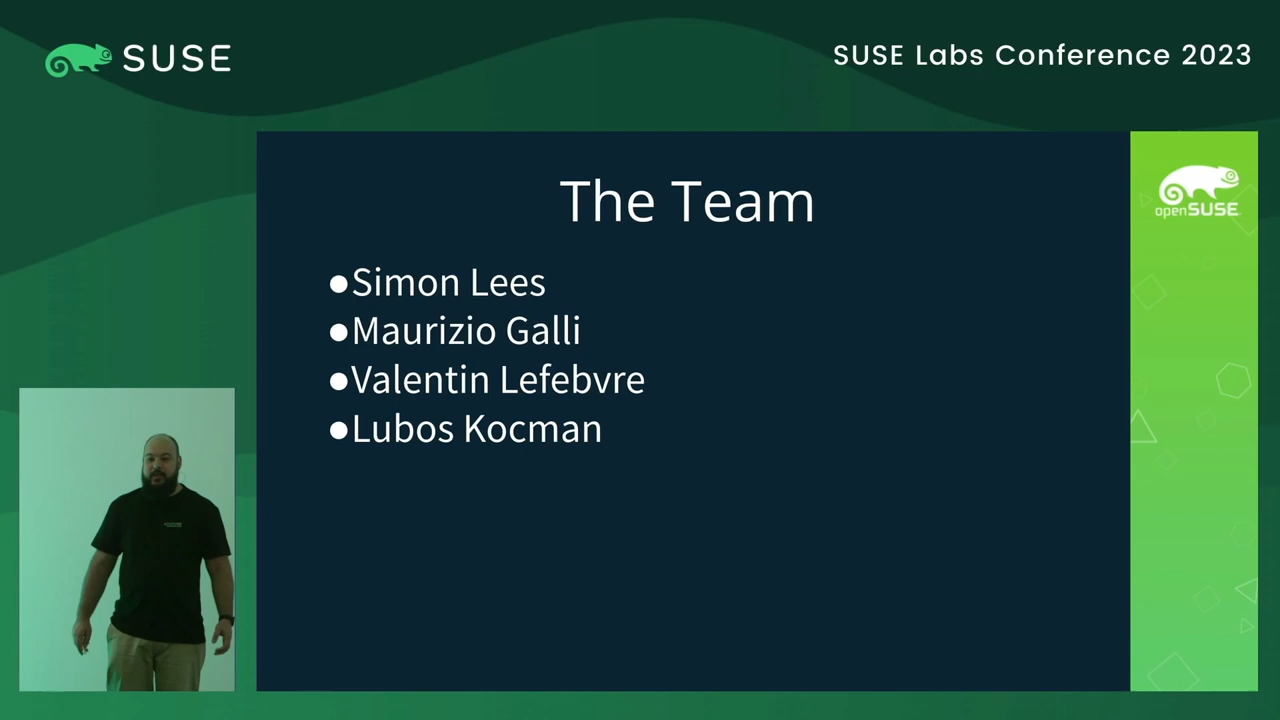 SUSE
SUSE Labs Conference 2023
The Team
openSUSE
●Simon Lees
●Maurizio Galli
●Valentin Lefebvre
●Lubos Kocman